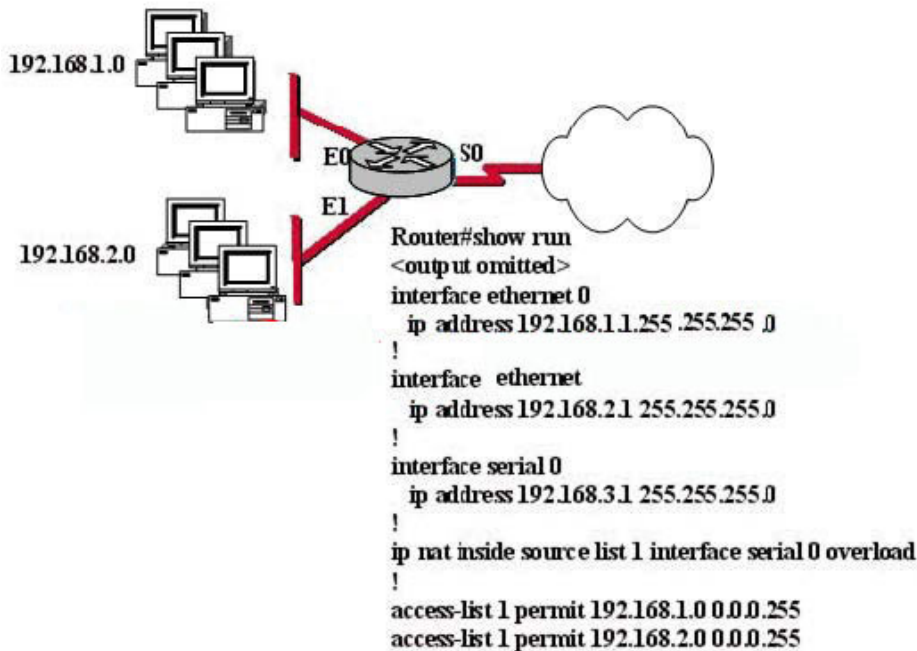 192.168.1.0
E0
S0
E1
192.168.2.0
Router#show run
<output omitted>
interface ethernet 0
ip address 192.168.1.1.255 .255.255 .0
!
interface ethernet
ip address 192.168.2.1 255.255.255.0
!
interface serial 0
ip address 192.168.3.1 255.255.255.0
!
ip nat inside source list 1 interface serial 0 overload
!
access-list 1 permit 192.168.1.0 0.0.0.255
access-list 1 permit 192.168.2.0 0.0.0.255